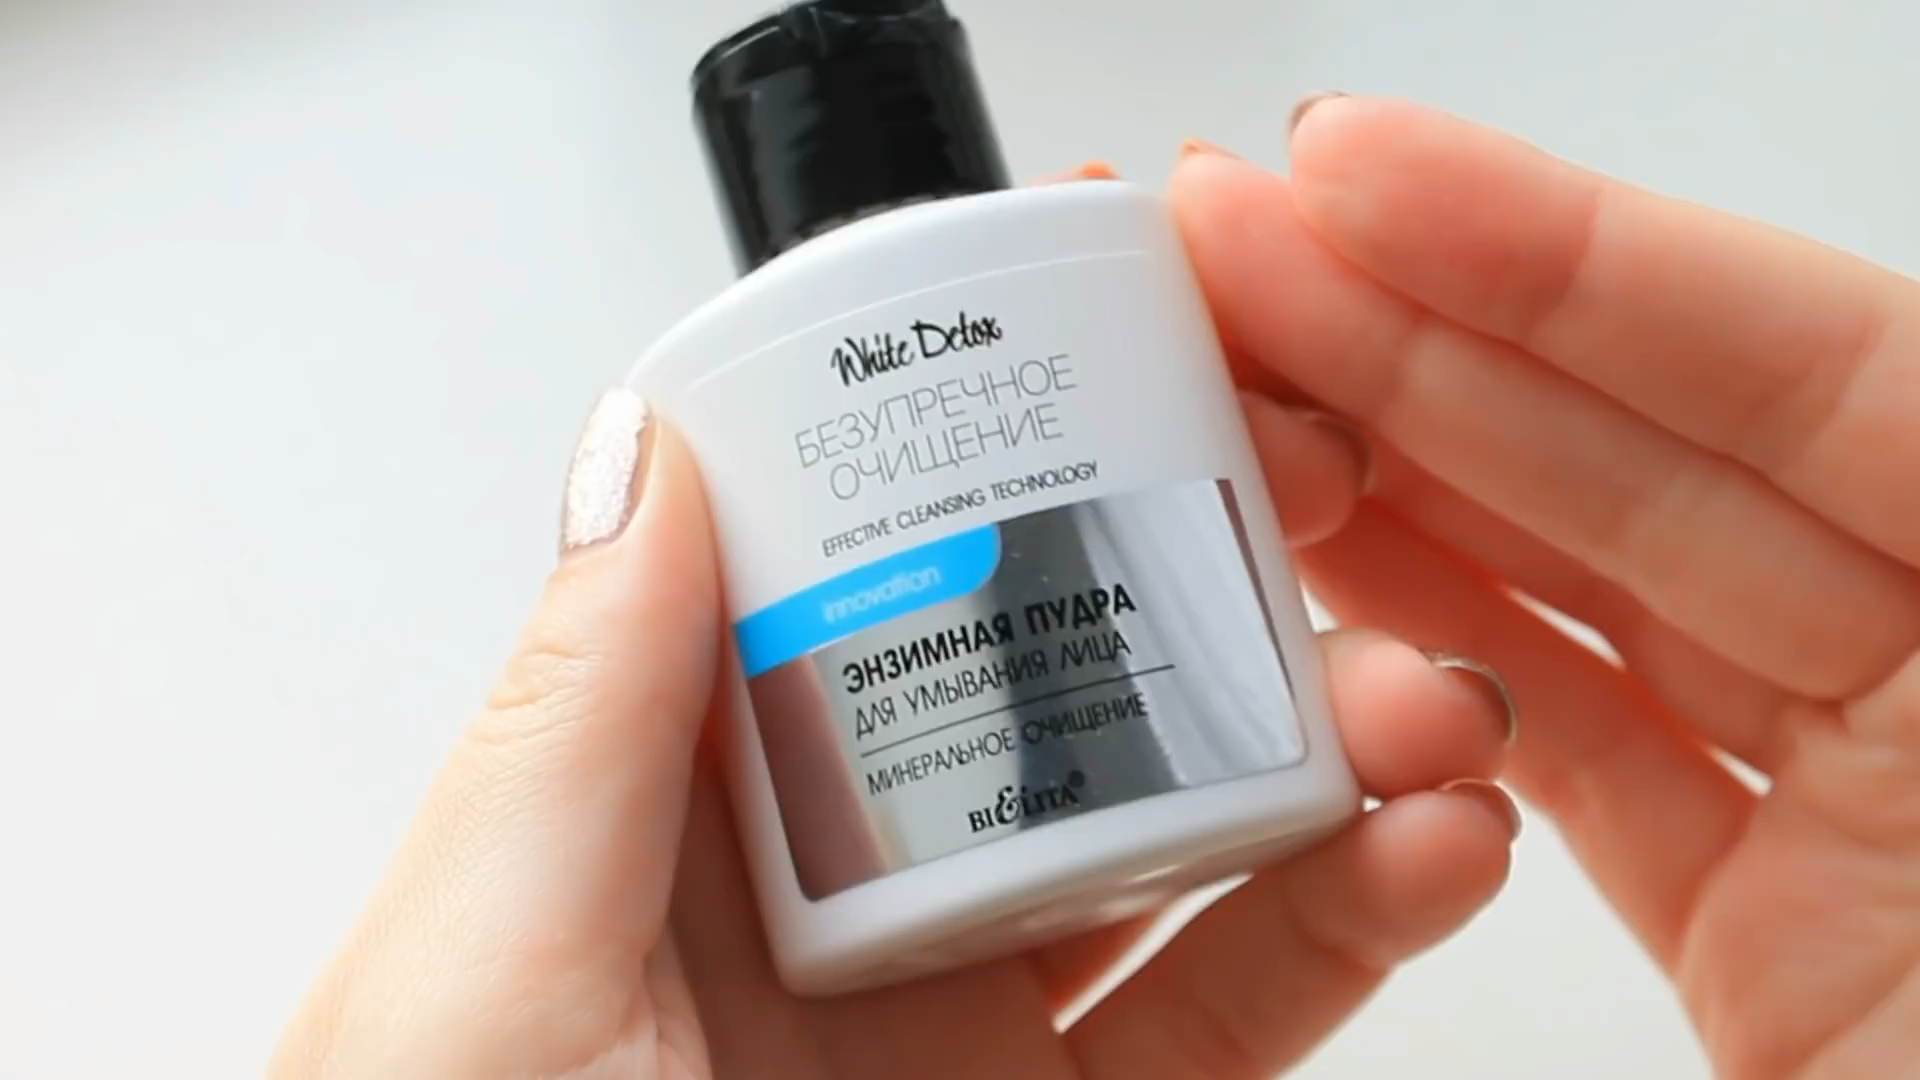 White Detox
БЕЗУПРЕЧНОЕ
ОЧИЩЕНИЕ
EFFECTIVE CLEANSING TECHNOLOGY
innovation
ЭНЗИМНАЯ ПУДРА
ДЛЯ УМЫВАНИЯ ЛИЦА
МИНЕРАЛЬНОЕ ОЧИЩЕНИЕ
BIELITA®